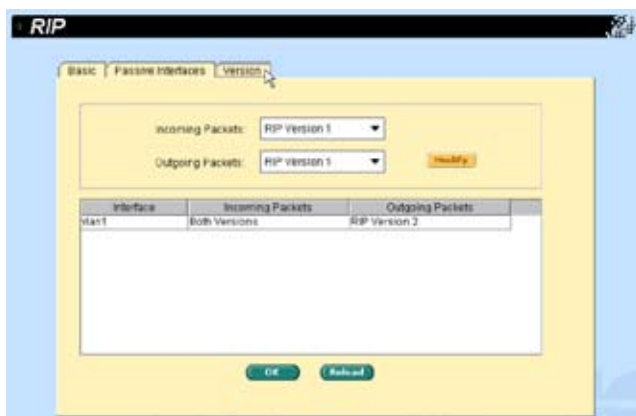 RIP
Basic Passive Interfaces Version
Incoming Packets: RIP Version 1
Outgoing Packets: RIP Version 1 Modify
Interface Incoming Packets Outgoing Packets
vlan1 Both Versions RIP Version 2
OK Reload